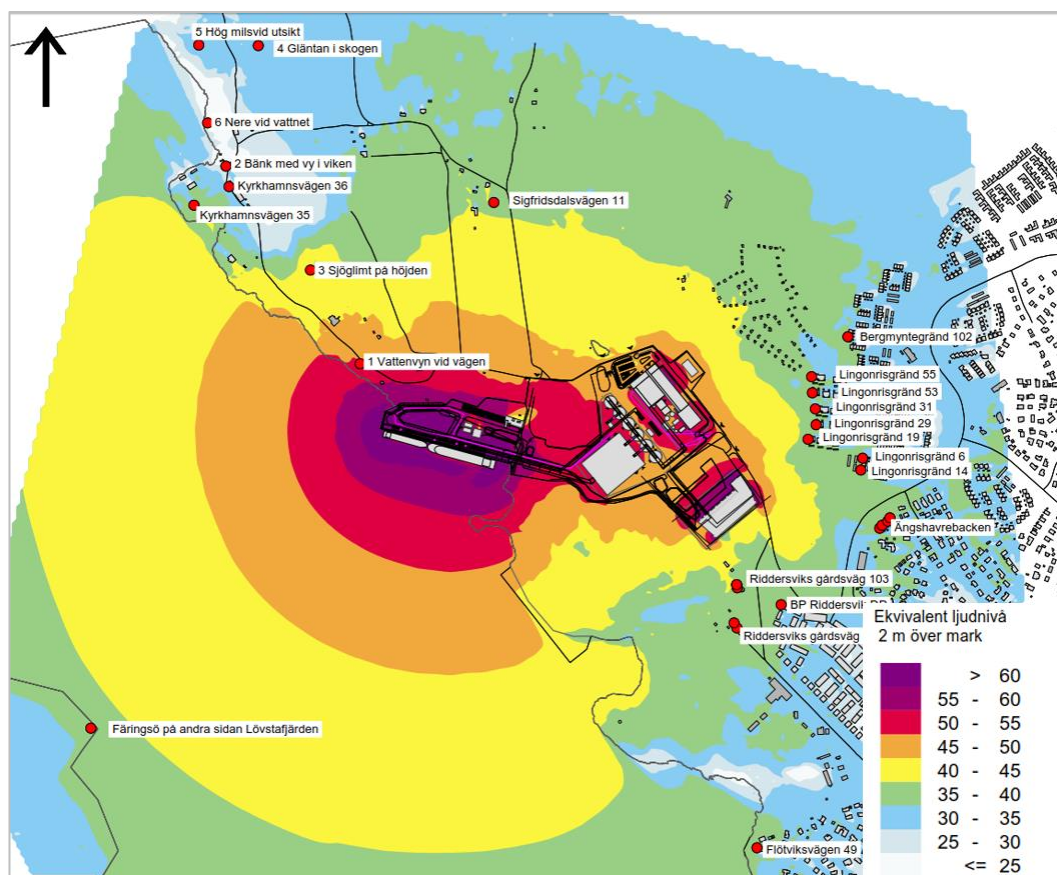 5 Hög milsvid utsikt
4 Gläntan i skogen
6 Nere vid vattnet
2 Bänk med vy i viken
Kyrkhamnsvägen 36
Kyrkhamnsvägen 35
Sigfridsdalsvägen 11
3 Sjöglimt på höjden
Bergmyntegränd 102
1 Vattenvyn vid vägen
Lingonrisgränd 55
Lingonrisgränd 53
Lingonrisgränd 31
Lingonrisgränd 29
Lingonrisgränd 19
Lingonrisgränd 6
Lingonrisgränd 14
Ängshavrebacken
Riddersviks gårdsväg 103
BP
Riddersviks gårdsväg
Färingsö på andra sidan Lövstafjärden
Flötviksvägen 49
Ekvivalent ljudnivå
2 m över mark
> 60
55 - 60
50 - 55
45 - 50
40 - 45
35 - 40
30 - 35
25 - 30
<= 25